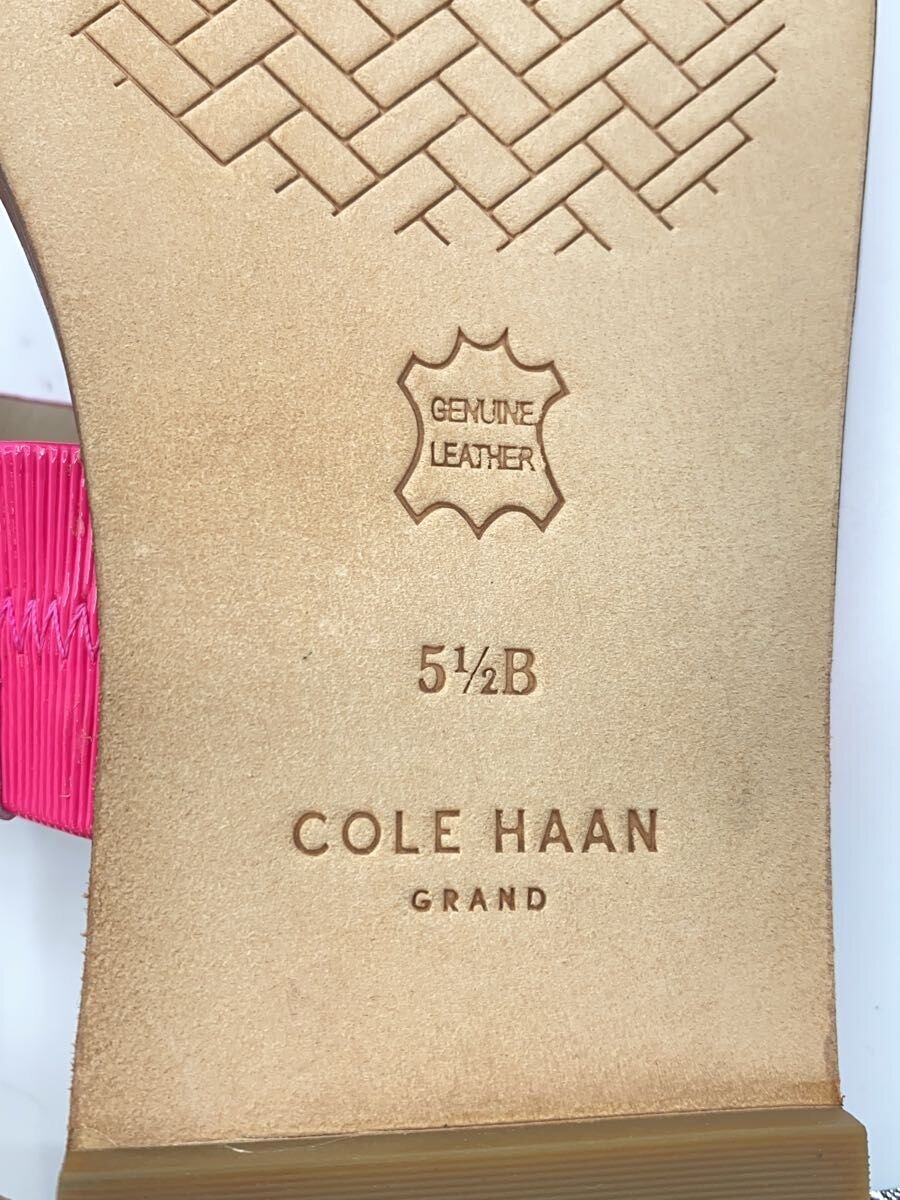 GENUINE
LEATHER
5½B
COLE HAAN
GRAND